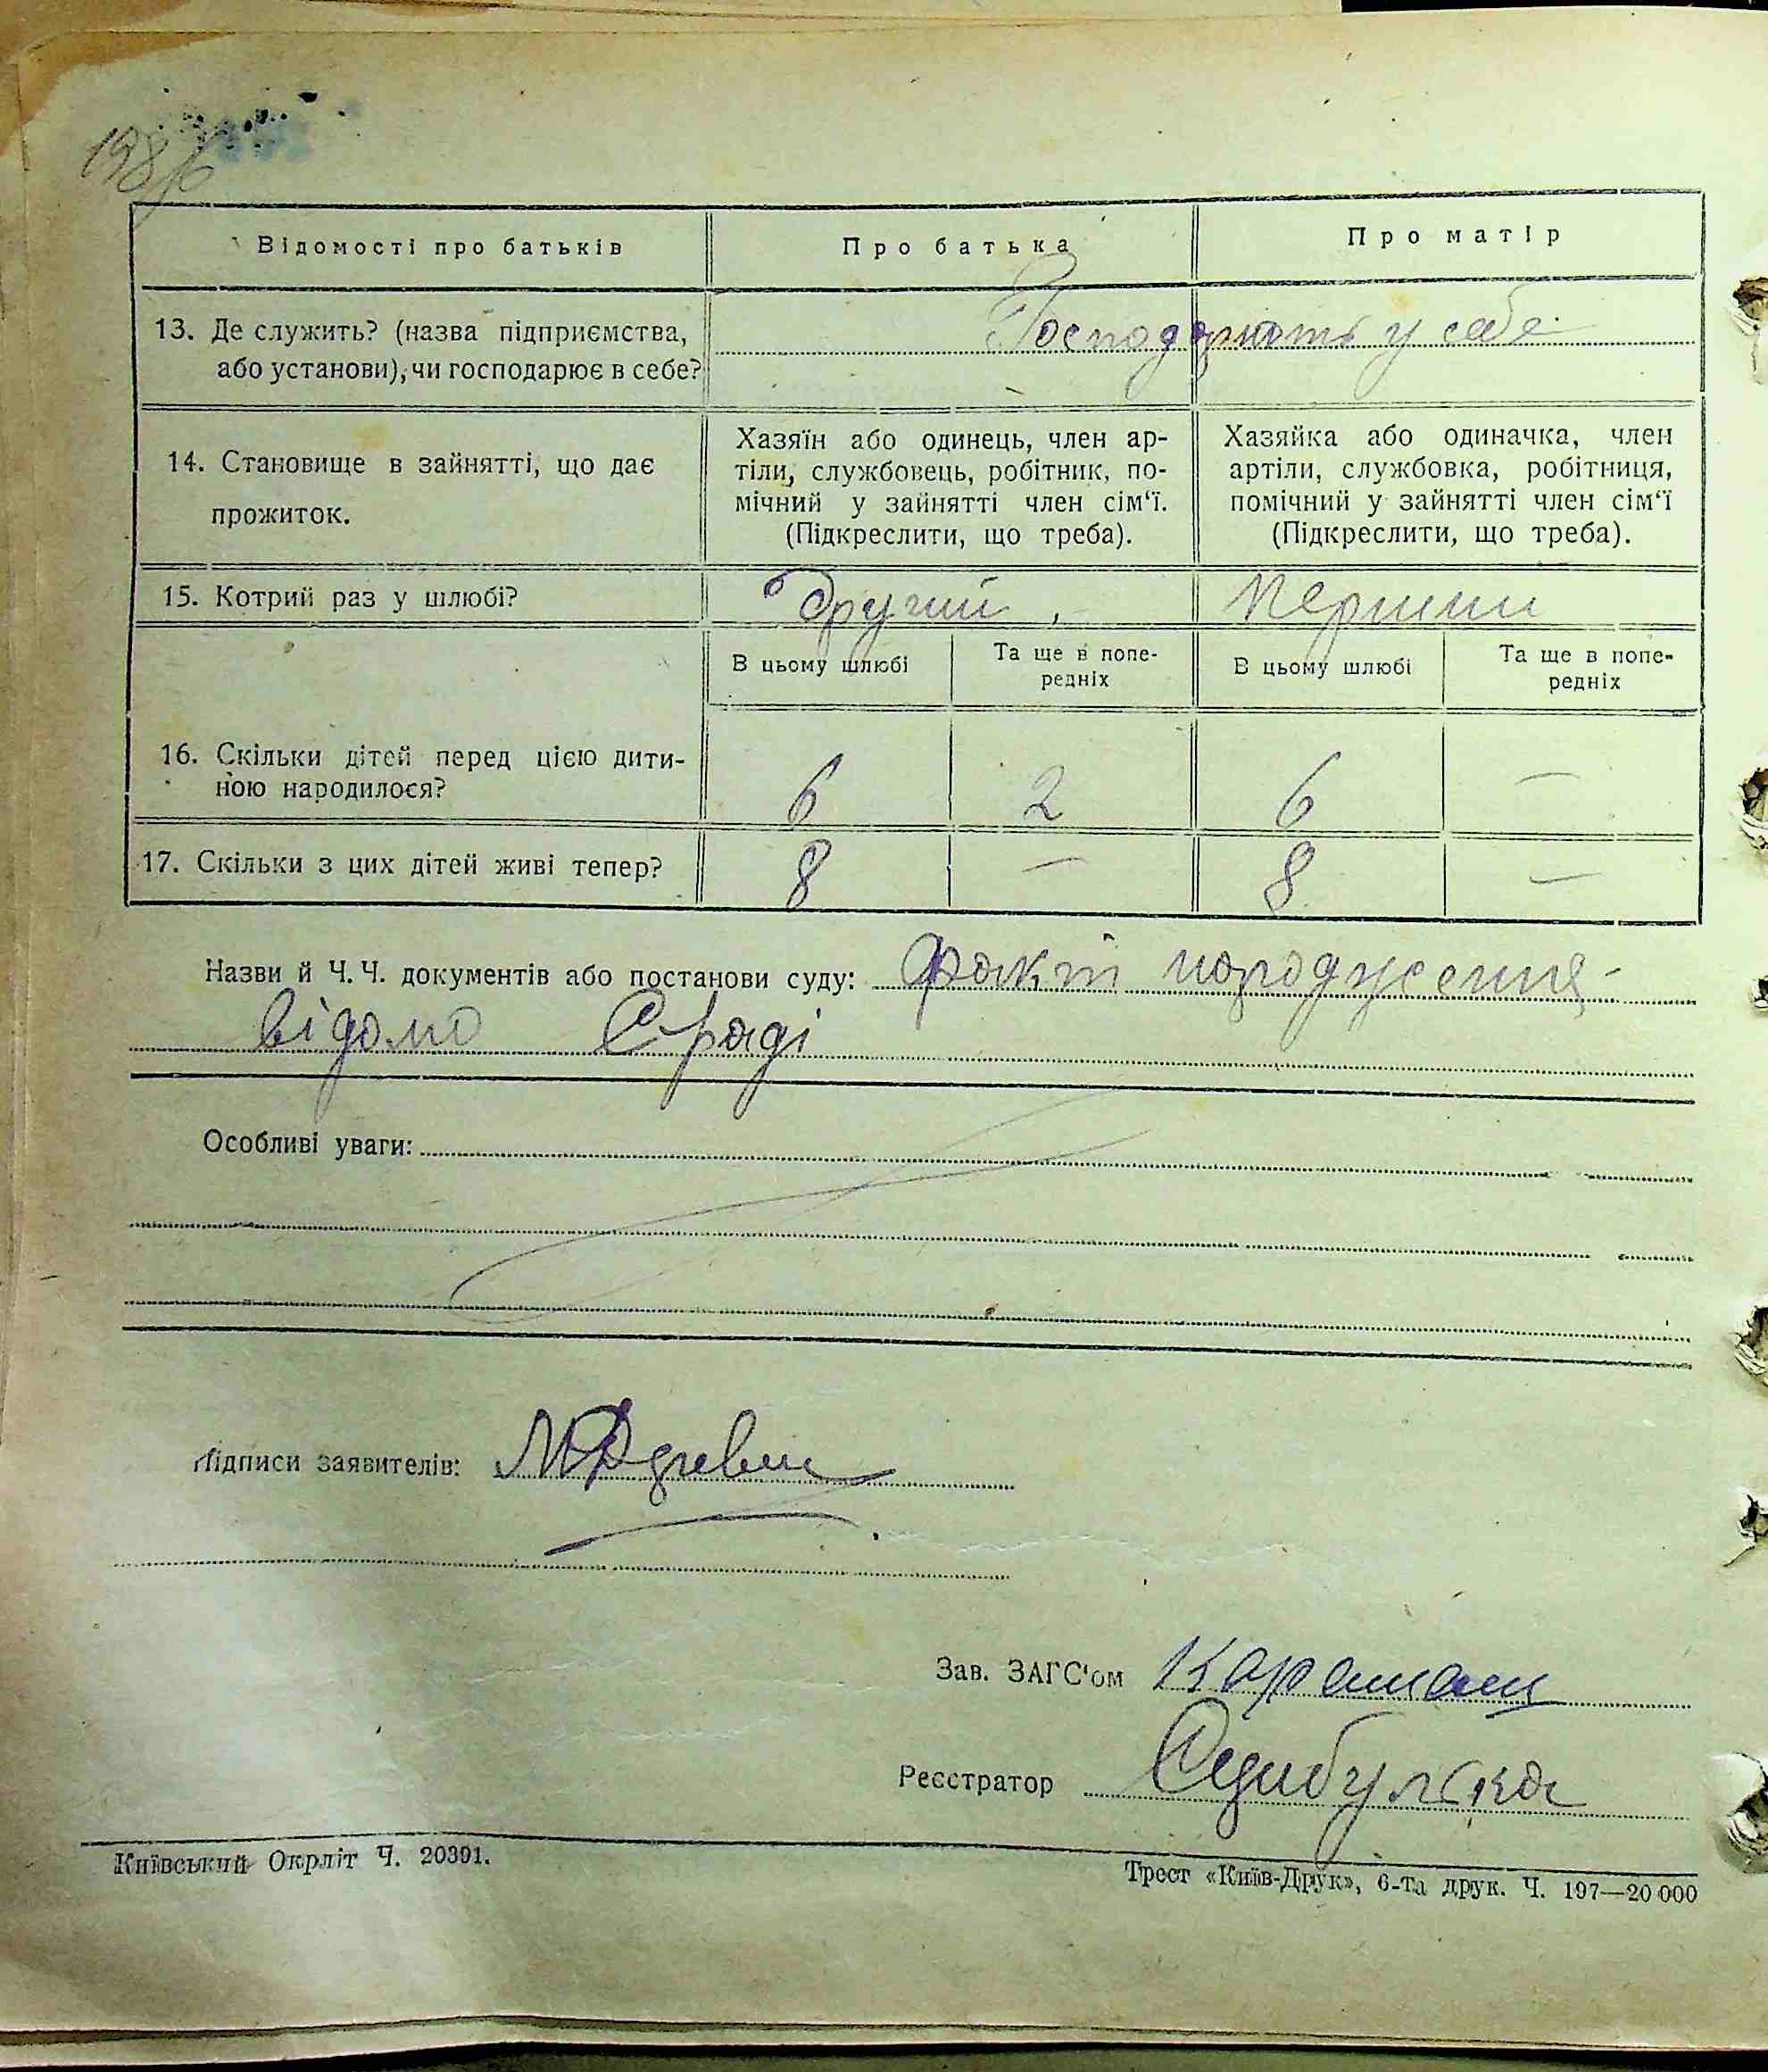 Відомості про батьків Про батька Про матір
13. Де служить? (назва підприємства, або установи), чи господарює в себе?
Господарюють у себе
14. Становище в зайнятті, що дає прожиток.
Хазяїн або одинець, член ар-
тіли, службовець, робітник, по-
мічний у зайнятті член сім‘ї.
(Підкреслити, що треба).
Хазяйка або одиначка, член
артіли, службовка, робітниця,
помічний у зайнятті член сім‘ї
(Підкреслити, що треба).
15. Котрий раз у шлюбі? Другий Перший
В цьому шлюбі Та ще в попе-
редніх В цьому шлюбі Та ще в попе-
редніх
16. Скільки дітей перед цією дити-
ною народилося? 6 2 6 —
17. Скільки з цих дітей живі тепер? 8 — 8 —
Назви й Ч. Ч. документів або постанови суду: Факт народження
відомо С/раді
Особливі уваги:
Підписи заявителів:
Зав. ЗАГС‘ом
Реєстратор
Київський Окрліт Ч. 20391.
Трест «Київ-Друк», 6-та друк. Ч. 197—20 000